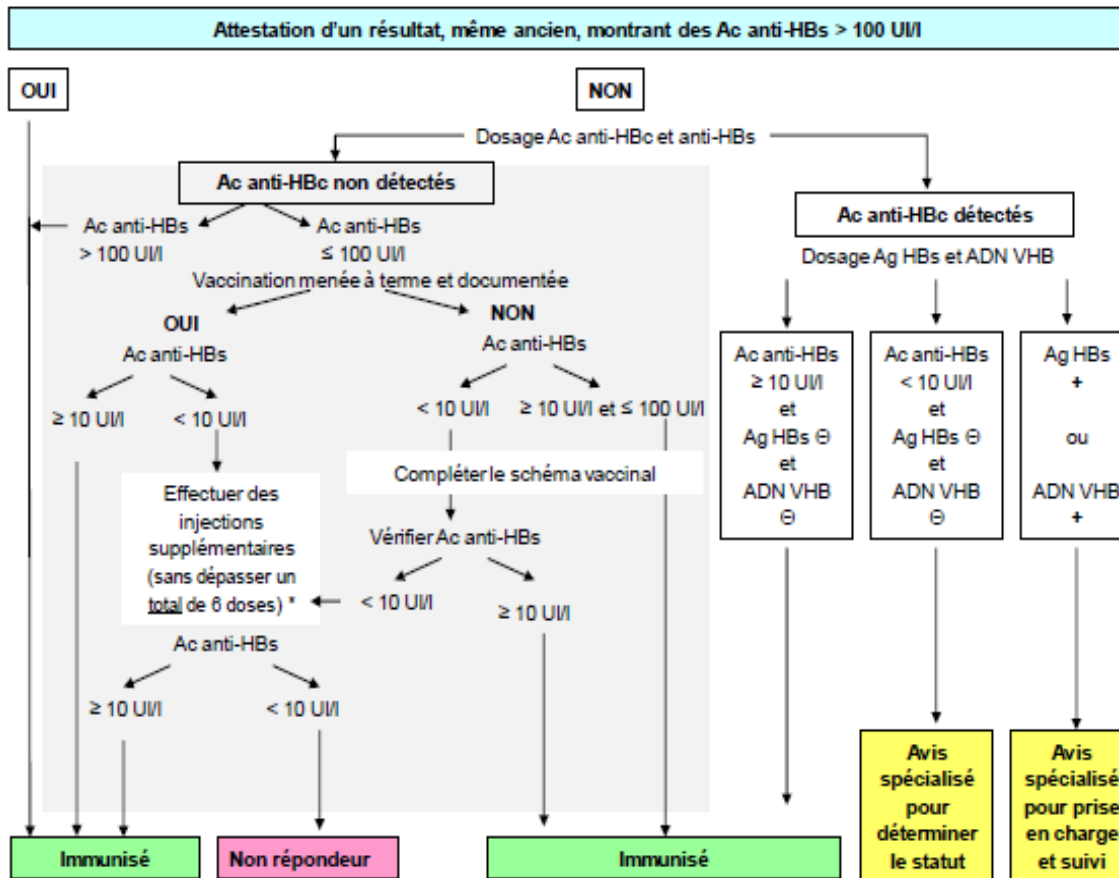 Attestation d'un résultat, même ancien, montrant des Ac anti-HBs > 100 UI/l
OUI
NON
Dosage Ac anti-HBc et anti-HBs
Ac anti-HBc non détectés
Ac anti-HBs
> 100 UI/l
Ac anti-HBs
≤ 100 UI/l
Vaccination menée à terme et documentée
OUI
Ac anti-HBs
≥ 10 UI/l
< 10 UI/l
NON
Ac anti-HBs
< 10 UI/l
≥ 10 UI/l et ≤ 100 UI/l
Effectuer des
injections
supplémentaires
(sans dépasser un
total de 6 doses) *
Compléter le schéma vaccinal
Vérifier Ac anti-HBs
< 10 UI/l
≥ 10 UI/l
Ac anti-HBs
≥ 10 UI/l
< 10 UI/l
Ac anti-HBc détectés
Dosage Ag HBs et ADN VHB
Ac anti-HBs
≥ 10 UI/l
et
Ag HBs Θ
et
ADN VHB
Θ
Ac anti-HBs
< 10 UI/l
et
Ag HBs Θ
et
ADN VHB
Θ
Ag HBs
+
ou
ADN VHB
+
Immunisé
Non répondeur
Immunisé
Avis
spécialisé
pour
déterminer
le statut
Avis
spécialisé
pour prise
en charge
et suivi